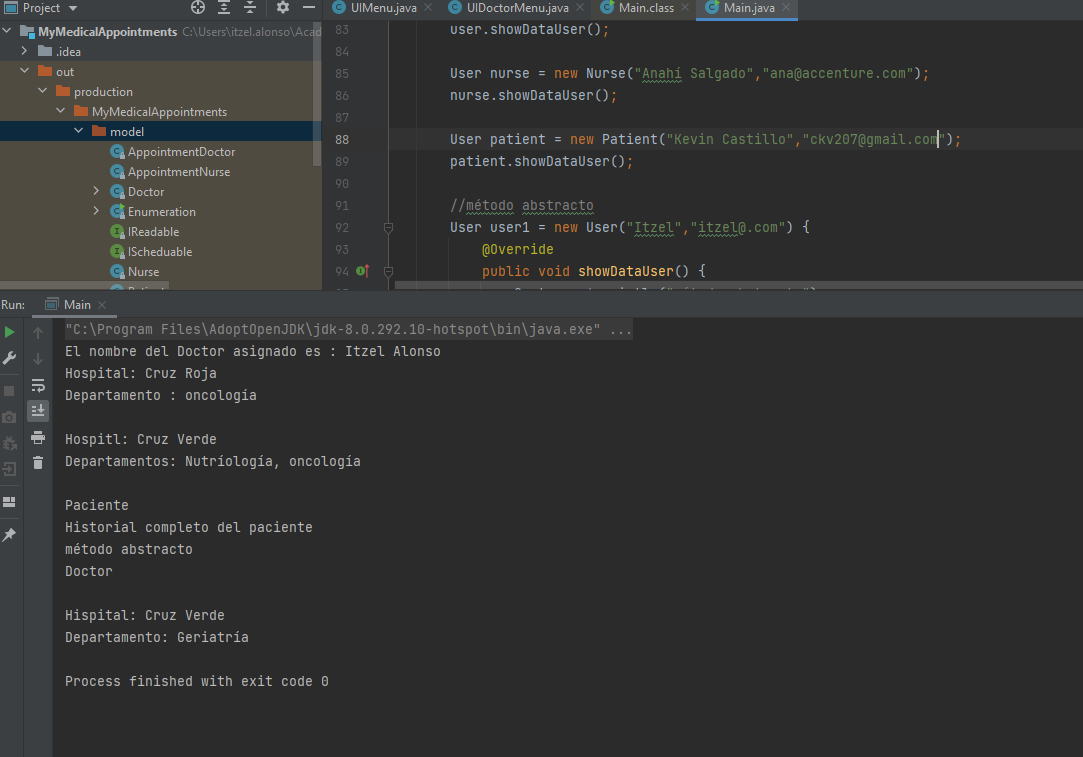 Project
UIMenu.java
UIDoctorMenu.java
Main.class
Main.java
MyMedicalAppointments C:\Users\itzel.alonso\Acad
.idea
out
production
MyMedicalAppointments
model
AppointmentDoctor
AppointmentNurse
Doctor
Enumeration
IReadable
IScheduable
Nurse
83 user.showDataUser();
84
85 User nurse = new Nurse("Anahí Salgado","ana@accenture.com");
86 nurse.showDataUser();
87
88 User patient = new Patient("Kevin Castillo","ckv207@gmail.com");
89 patient.showDataUser();
90
91 //método abstracto
92 User user1 = new User("Itzel","itzel@.com") {
93 @Override
94 public void showDataUser() {
Run: Main
"C:\Program Files\AdoptOpenJDK\jdk-8.0.292.10-hotspot\bin\java.exe" ...
El nombre del Doctor asignado es : Itzel Alonso
Hospital: Cruz Roja
Departamento : oncologia
Hospitl: Cruz Verde
Departamentos: Nutriología, oncología
Paciente
Historial completo del paciente
método abstracto
Doctor
Hispital: Cruz Verde
Departamento: Geriatría
Process finished with exit code 0